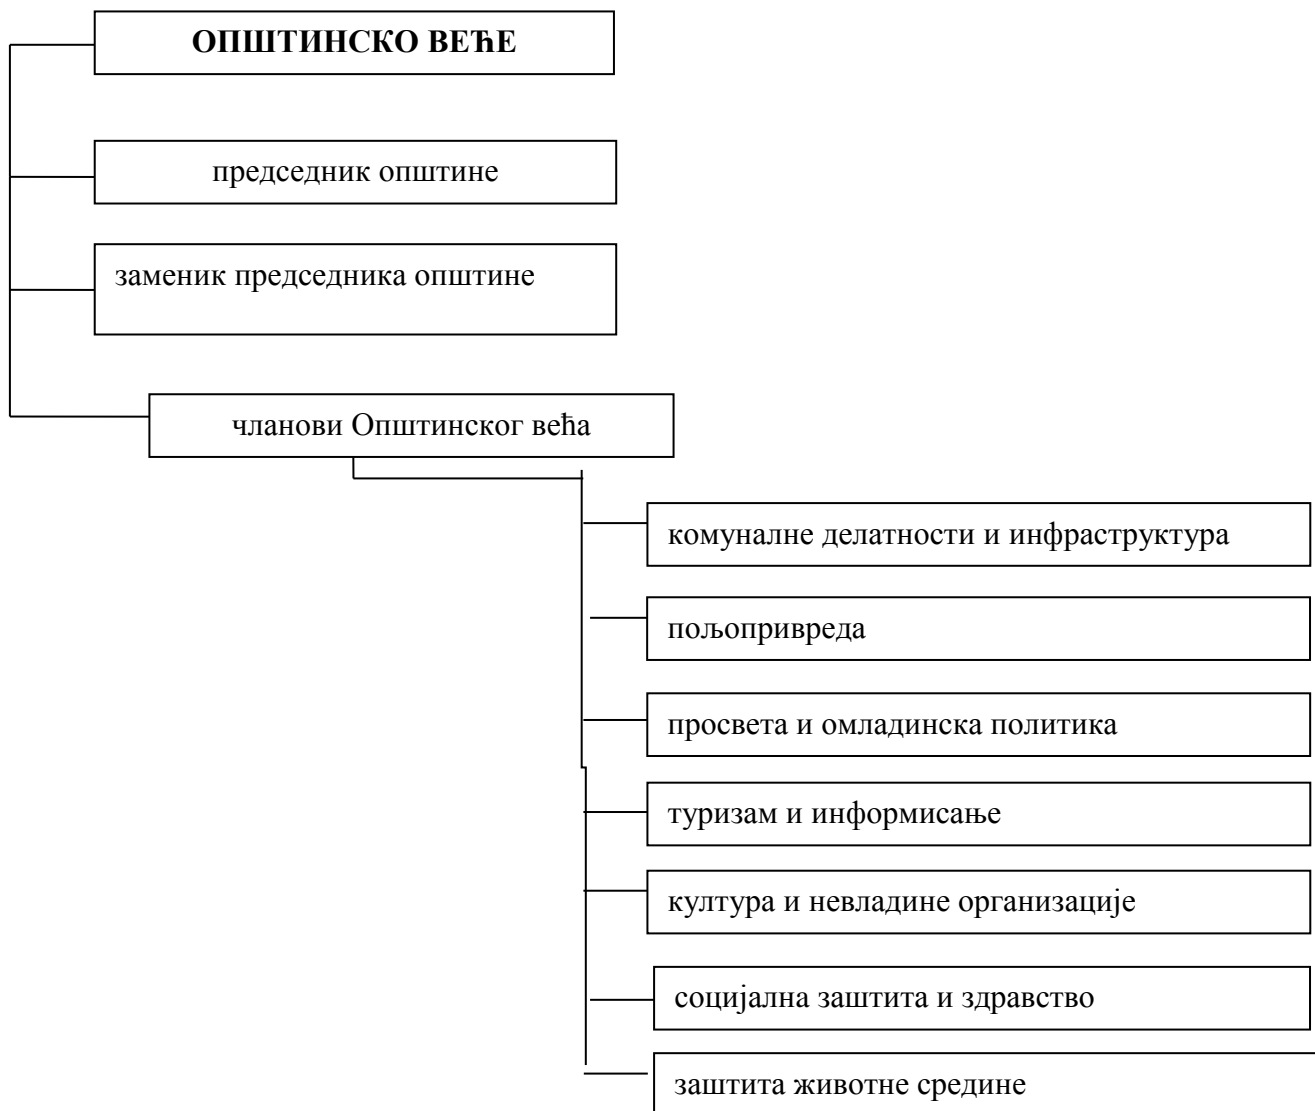 ОПШТИНСКО ВЕЋЕ
председник општине
заменик председника општине
чланови Општинског већа
комуналне делатности и инфраструктура
пољопривреда
просвета и омладинска политика
туризам и информисање
култура и невладине организације
социјална заштита и здравство
заштита животне средине